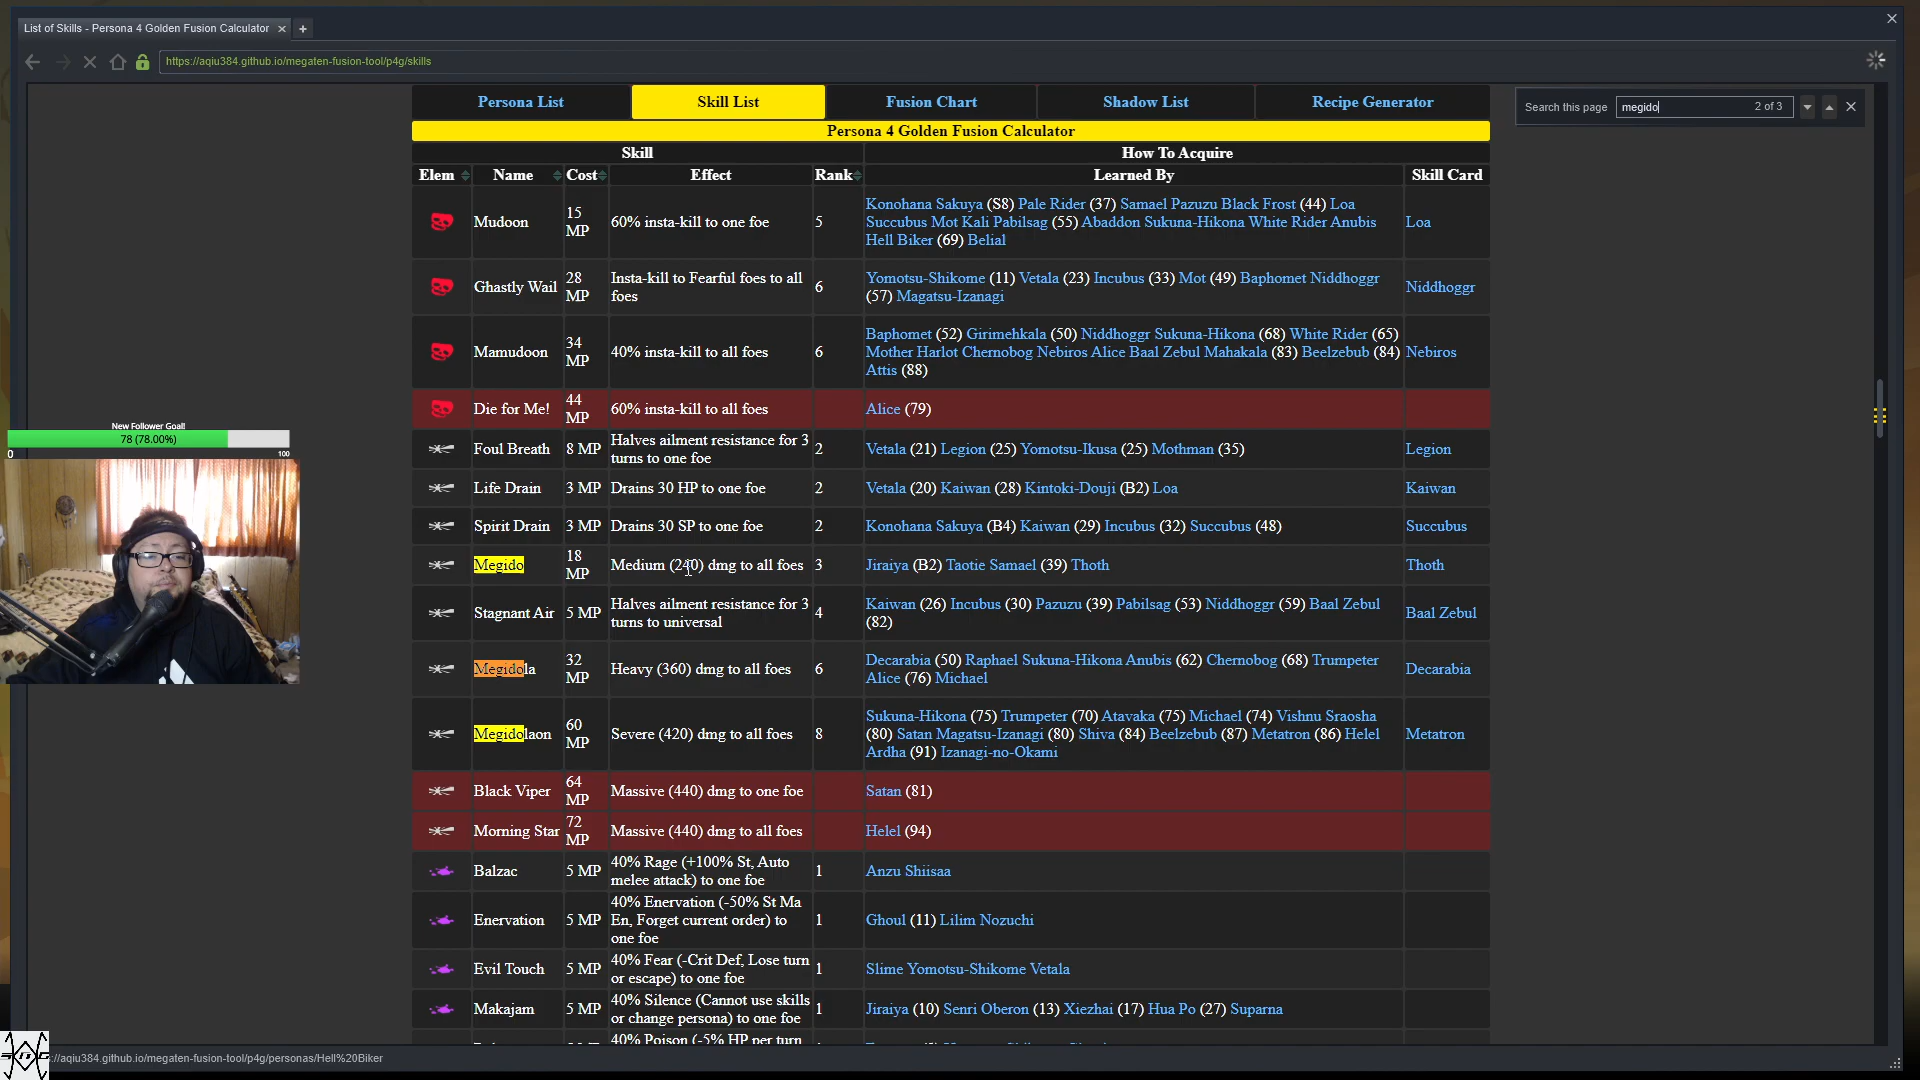 List of Skills - Persona 4 Golden Fusion Calculator
https://aqiu384.github.io/megaten-fusion-tool/p4g/skills
Persona List
Skill List
Fusion Chart
Shadow List
Recipe Generator
Search this page
megido
2 of 3
Persona 4 Golden Fusion Calculator
Skill
How To Acquire
Elem
Name
Cost
Effect
Rank
Learned By
Skill Card
Mudoon
15 MP
60% insta-kill to one foe
5
Konohana Sakuya (S8) Pale Rider (37) Samael Pazuzu Black Frost (44) Loa
Succubus Mot Kali Pabilsag (55) Abaddon Sukuna-Hikona White Rider Anubis
Hell Biker (69) Belial
Loa
Ghastly Wail
28 MP
Insta-kill to Fearful foes to all
foes
6
Yomotsu-Shikome (11) Vetala (23) Incubus (33) Mot (49) Baphomet Niddhoggr
(57) Magatsu-Izanagi
Niddhoggr
Mamudoon
34 MP
40% insta-kill to all foes
6
Baphomet (52) Girimehkala (50) Niddhoggr Sukuna-Hikona (68) White Rider (65)
Mother Harlot Chernobog Nebiros Alice Baal Zebul Mahakala (83) Beelzebub (84)
Attis (88)
Nebiros
Die for Me!
44 MP
60% insta-kill to all foes
Alice (79)
Foul Breath
8 MP
Halves ailment resistance for 3
turns to one foe
2
Vetala (21) Legion (25) Yomotsu-Ikusa (25) Mothman (35)
Legion
Life Drain
3 MP
Drains 30 HP to one foe
2
Vetala (20) Kaiwan (28) Kintoki-Douji (B2) Loa
Kaiwan
Spirit Drain
3 MP
Drains 30 SP to one foe
2
Konohana Sakuya (B4) Kaiwan (29) Incubus (32) Succubus (48)
Succubus
Megido
18 MP
Medium (240) dmg to all foes
3
Jiraiya (B2) Taotie Samael (39) Thoth
Thoth
Stagnant Air
5 MP
Halves ailment resistance for 3
turns to universal
4
Kaiwan (26) Incubus (30) Pazuzu (39) Pabilsag (53) Niddhoggr (59) Baal Zebul
(82)
Baal Zebul
Megidola
32 MP
Heavy (360) dmg to all foes
6
Decarabia (50) Raphael Sukuna-Hikona Anubis (62) Chernobog (68) Trumpeter
Alice (76) Michael
Decarabia
Megidolaon
60 MP
Severe (420) dmg to all foes
8
Sukuna-Hikona (75) Trumpeter (70) Atavaka (75) Michael (74) Vishnu Sraosha
(80) Satan Magatsu-Izanagi (80) Shiva (84) Beelzebub (87) Metatron (86) Helel
Ardha (91) Izanagi-no-Okami
Metatron
Black Viper
64 MP
Massive (440) dmg to one foe
Satan (81)
Morning Star
72 MP
Massive (440) dmg to all foes
Helel (94)
Balzac
5 MP
40% Rage (+100% St, Auto
melee attack) to one foe
1
Anzu Shiisaa
Enervation
5 MP
40% Enervation (-50% St Ma
En, Forget current order) to
one foe
1
Ghoul (11) Lilim Nozuchi
Evil Touch
5 MP
40% Fear (-Crit Def, Lose turn
or escape) to one foe
1
Slime Yomotsu-Shikome Vetala
Makajam
5 MP
40% Silence (Cannot use skills
or change persona) to one foe
1
Jiraiya (10) Senri Oberon (13) Xiezhai (17) Hua Po (27) Suparna
40% Poison (-5% HP per turn
New Follower Goal!
78 (78.00%)
0
100
://aqiu384.github.io/megaten-fusion-tool/p4g/personas/Hell%20Biker